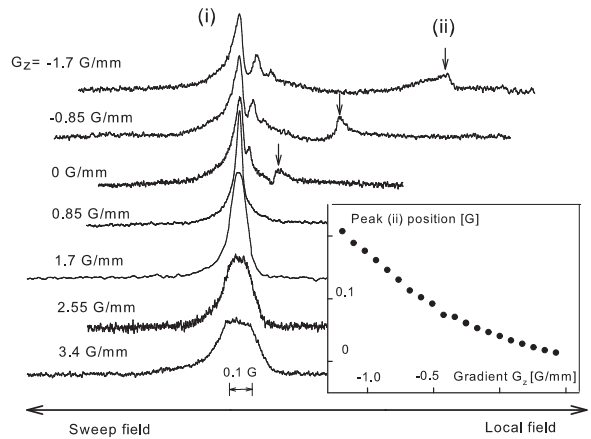 (i)
(ii)
Gz= -1.7 G/mm
-0.85 G/mm
0 G/mm
0.85 G/mm
1.7 G/mm
2.55 G/mm
3.4 G/mm
0.1 G
Peak (ii) position [G]
0.1
0
-1.0
-0.5
Gradient Gz [G/mm]
Sweep field
Local field